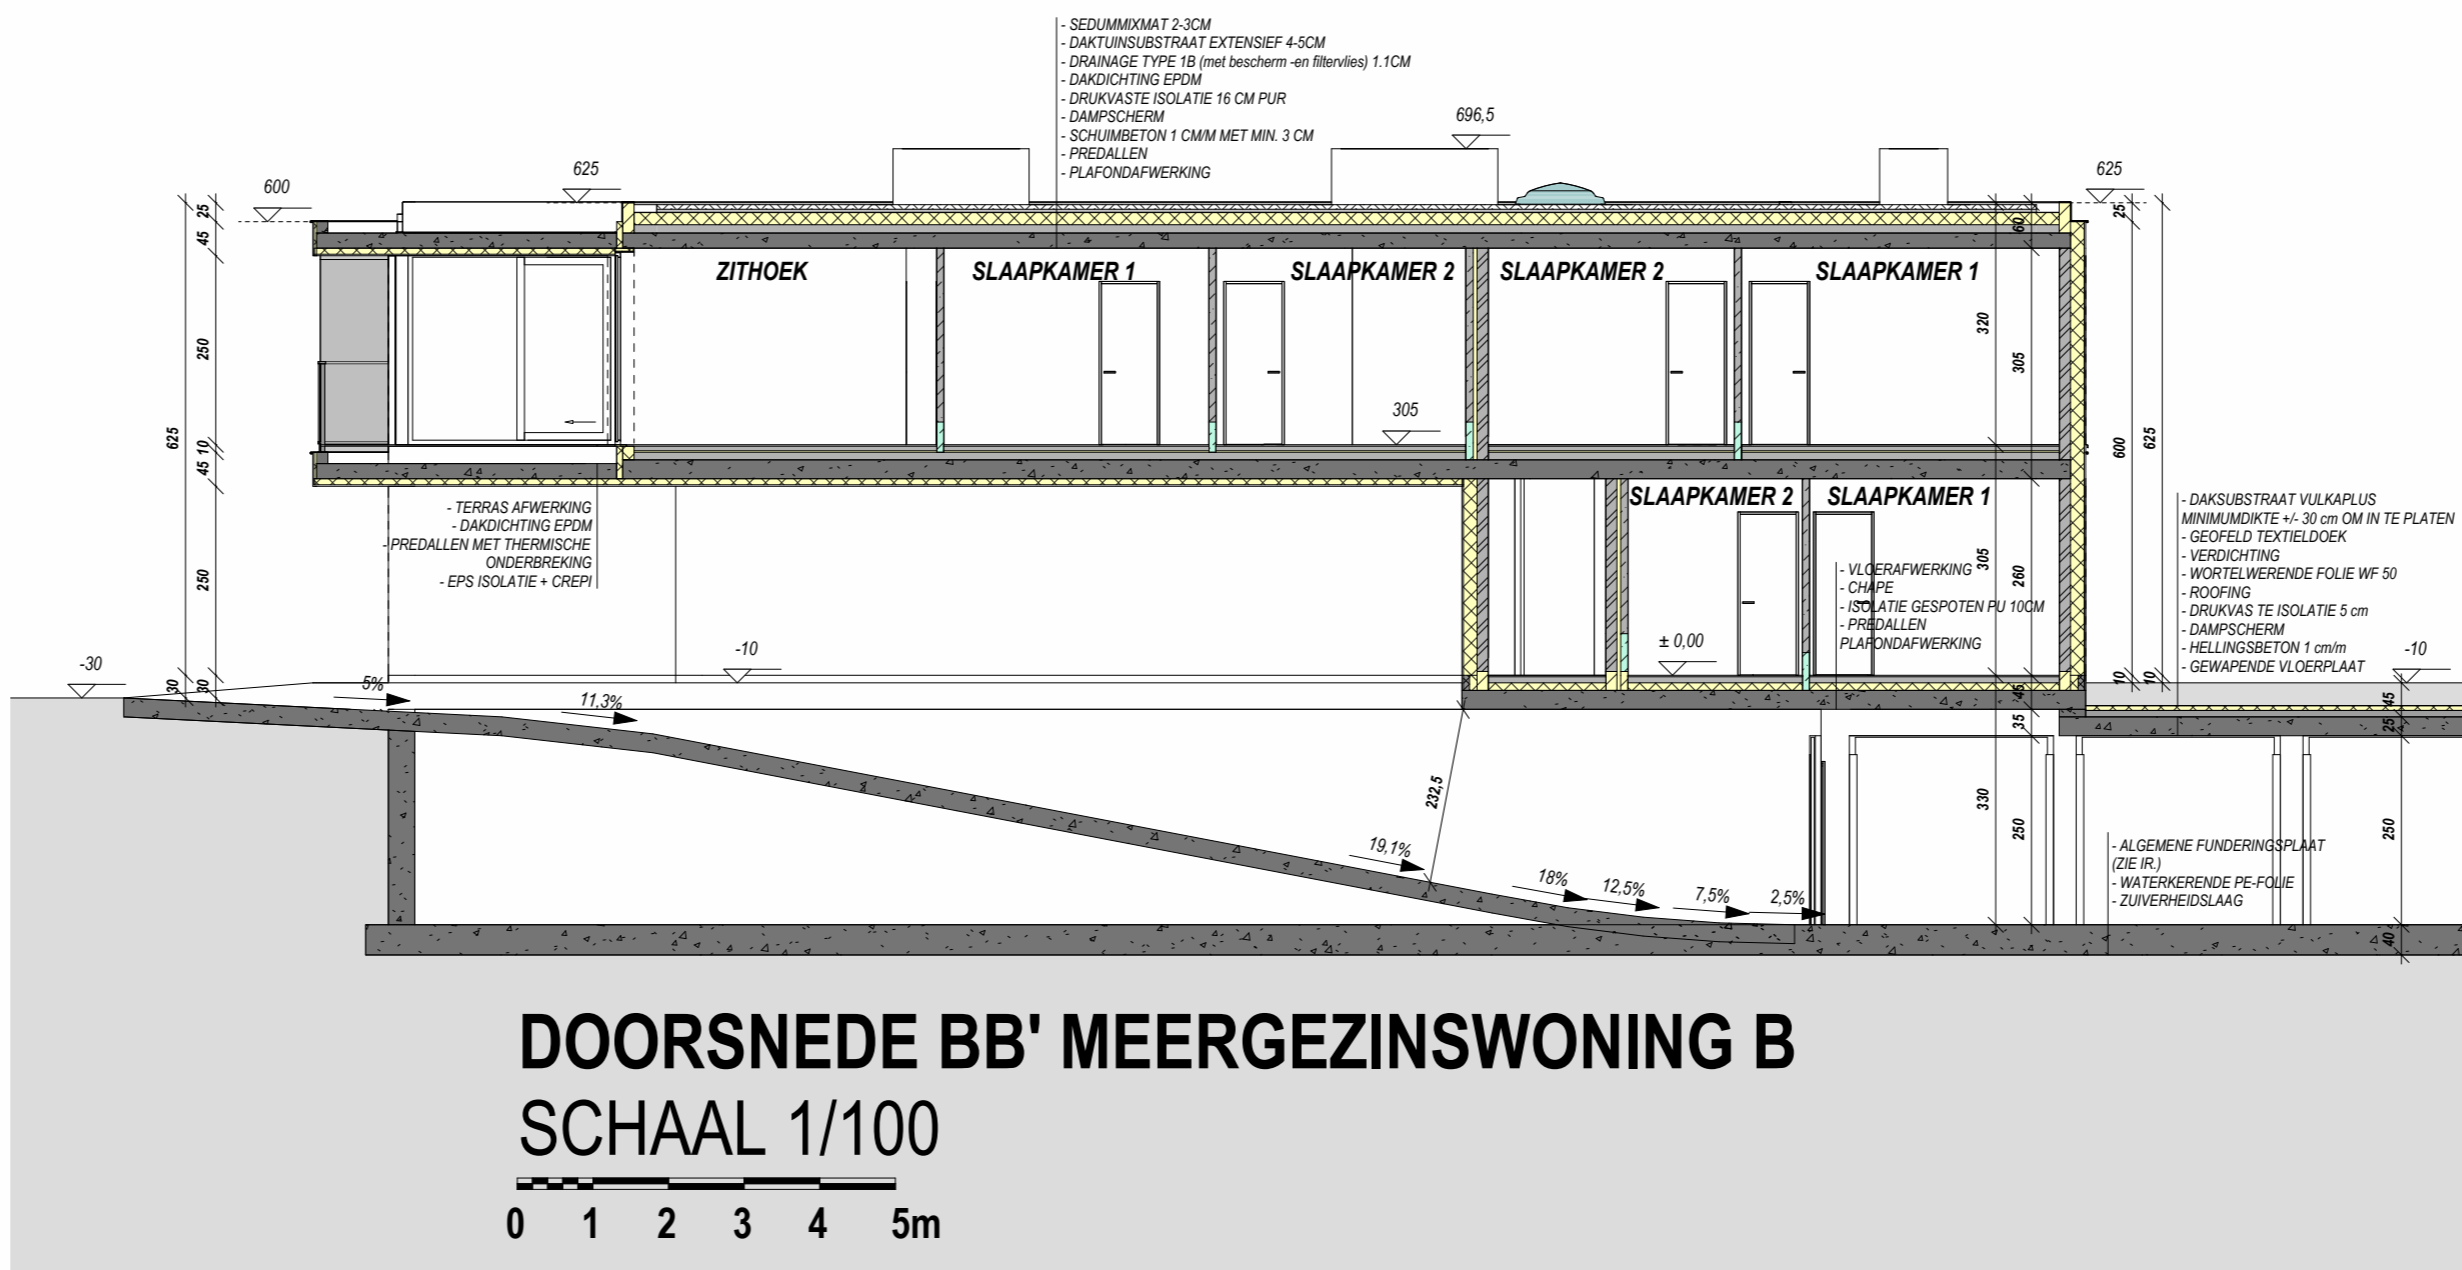 - SEDUMMIXMAT 2-3CM
- DAKTUINSUBSTRAAT EXTENSIEF 4-5CM
- DRAINAGE TYPE 1B (met bescherm -en filtervlies) 1.1CM
- DAKDICHTING EPDM
- DRUKVASTE ISOLATIE 16 CM PUR
- DAMPSCHERM
- SCHUIMBETON 1 CM/M MET MIN. 3 CM
- PREDALLEN
- PLAFONDAFWERKING
696,5
600
625
625
25
45
250
10
45
250
30
625
30
ZITHOEK
SLAAPKAMER 1
SLAAPKAMER 2
SLAAPKAMER 2
SLAAPKAMER 1
305
60
320
305
25
600
625
10
10
- TERRAS AFWERKING
- DAKDICHTING EPDM
- PREDALLEN MET THERMISCHE
ONDERBREKING
- EPS ISOLATIE + CREPI
SLAAPKAMER 2
SLAAPKAMER 1
305
260
- VLOERAFWERKING
- CHAPE
- ISOLATIE GESPOTEN PU 10CM
- PREDALLEN
PLAFONDAFWERKING
± 0,00
- DAKSUBSTRAAT VULKAPLUS
MINIMUMDIKTE +/- 30 cm OM IN TE PLATEN
- GEOFELD TEXTIELDOEK
- VERDICHTING
- WORTELWERENDE FOLIE WF 50
- ROOFING
- DRUKVAS TE ISOLATIE 5 cm
- DAMPSCHERM
- HELLINGSBETON 1 cm/m
- GEWAPENDE VLOERPLAAT
-30
-10
-10
5%
11,3%
19,1%
18%
12,5%
7,5%
2,5%
232,5
45
35
330
250
45
25
250
40
- ALGEMENE FUNDERINGSPLAAT
(ZIE IR.)
- WATERKERENDE PE-FOLIE
- ZUIVERHEIDSLAAG
DOORSNEDE BB' MEERGEZINSWONING B
SCHAAL 1/100
0 1 2 3 4 5m